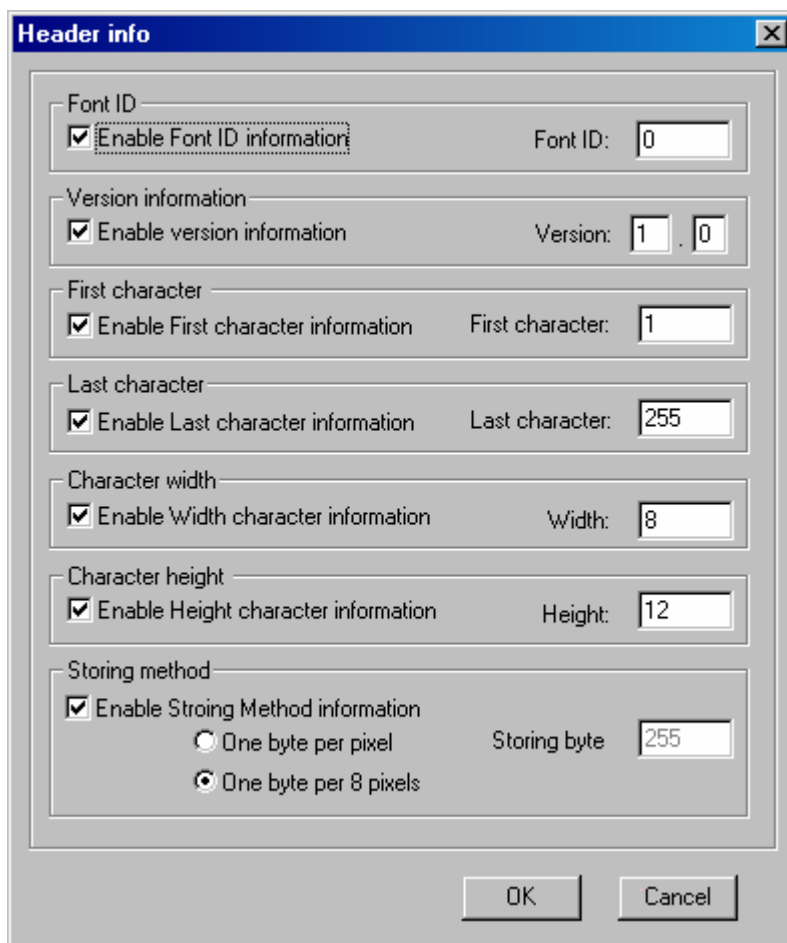 Header info
Font ID
Enable Font ID information Font ID: 0
Version information
Enable version information Version: 1 . 0
First character
Enable First character information First character: 1
Last character
Enable Last character information Last character: 255
Character width
Enable Width character information Width: 8
Character height
Enable Height character information Height: 12
Storing method
Enable Stroing Method information
One byte per pixel Storing byte 255
One byte per 8 pixels
OK Cancel